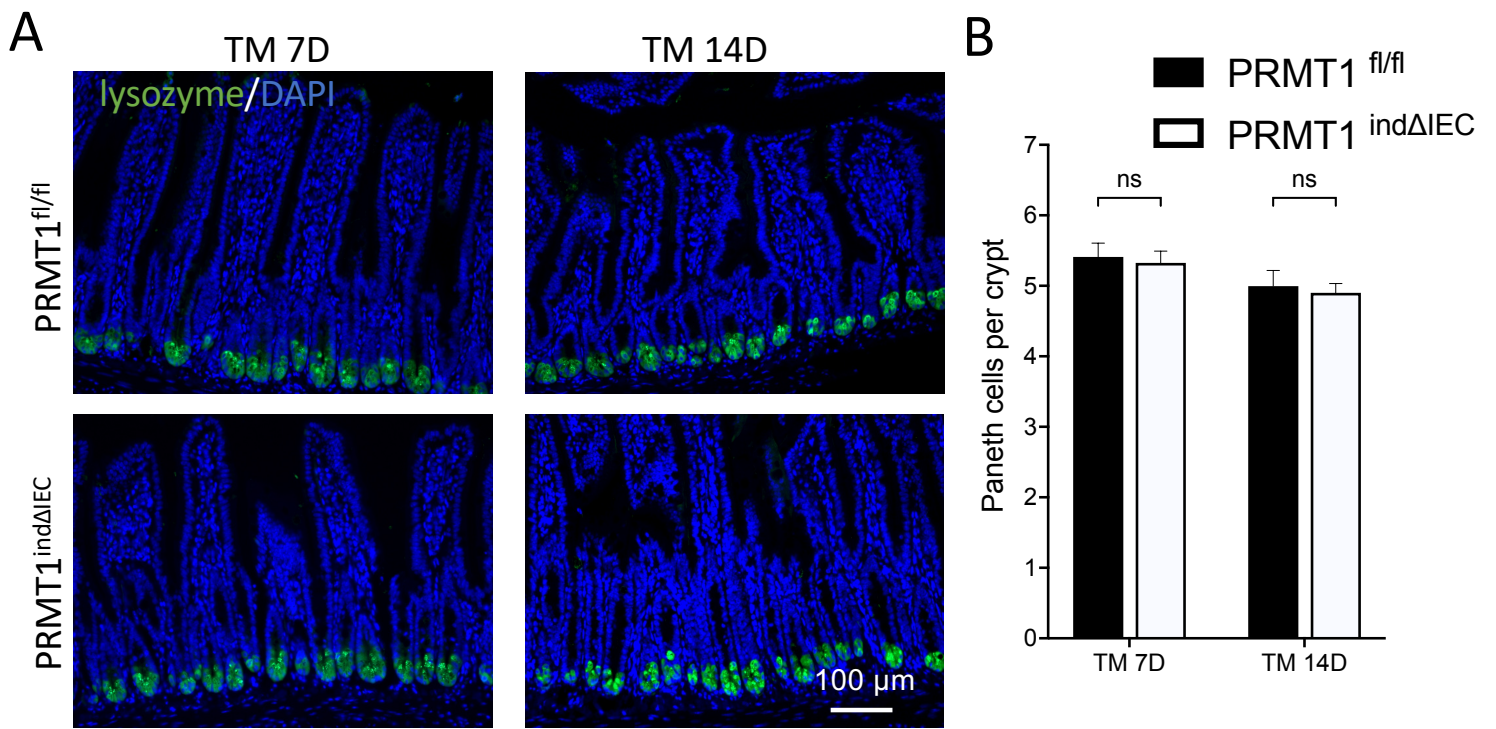 A
TM 7D
TM 14D
lysozyme/DAPI
PRMT1fl/fl
PRMT1indΔIEC
100 μm
B
PRMT1 fl/fl
PRMT1 indΔIEC
ns
ns
Paneth cells per crypt
7
6
5
4
3
2
1
0
TM 7D
TM 14D